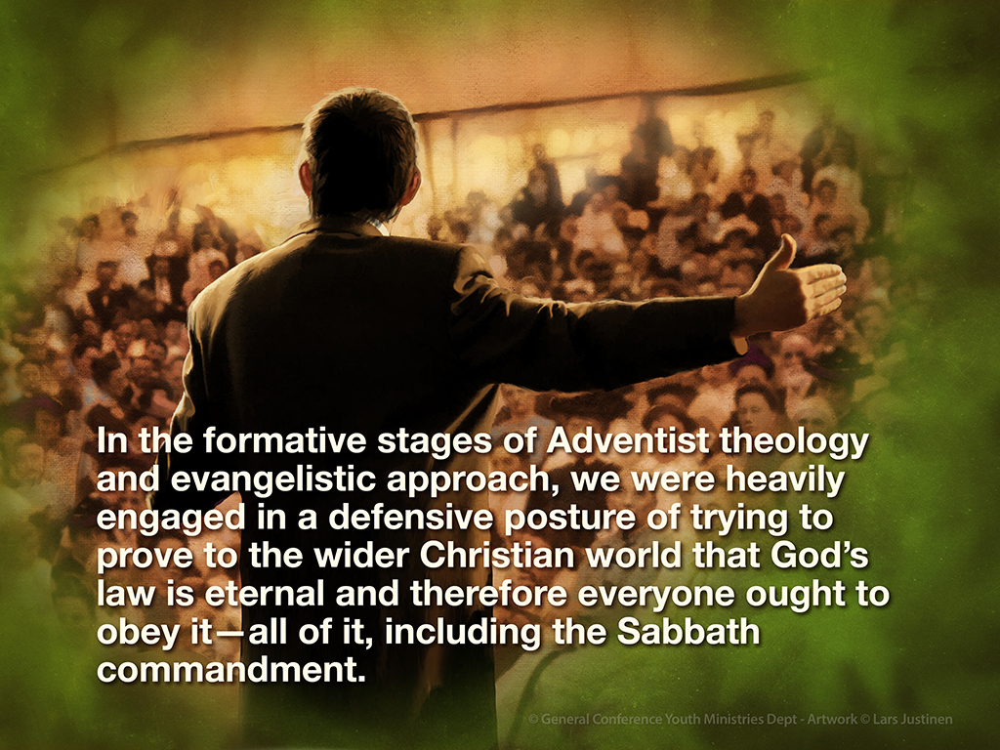 In the formative stages of Adventist theology
and evangelistic approach, we were heavily
engaged in a defensive posture of trying to
prove to the wider Christian world that God’s
law is eternal and therefore everyone ought to
obey it—all of it, including the Sabbath
commandment.
© General Conference Youth Ministries Dept - Artwork © Lars Justinen